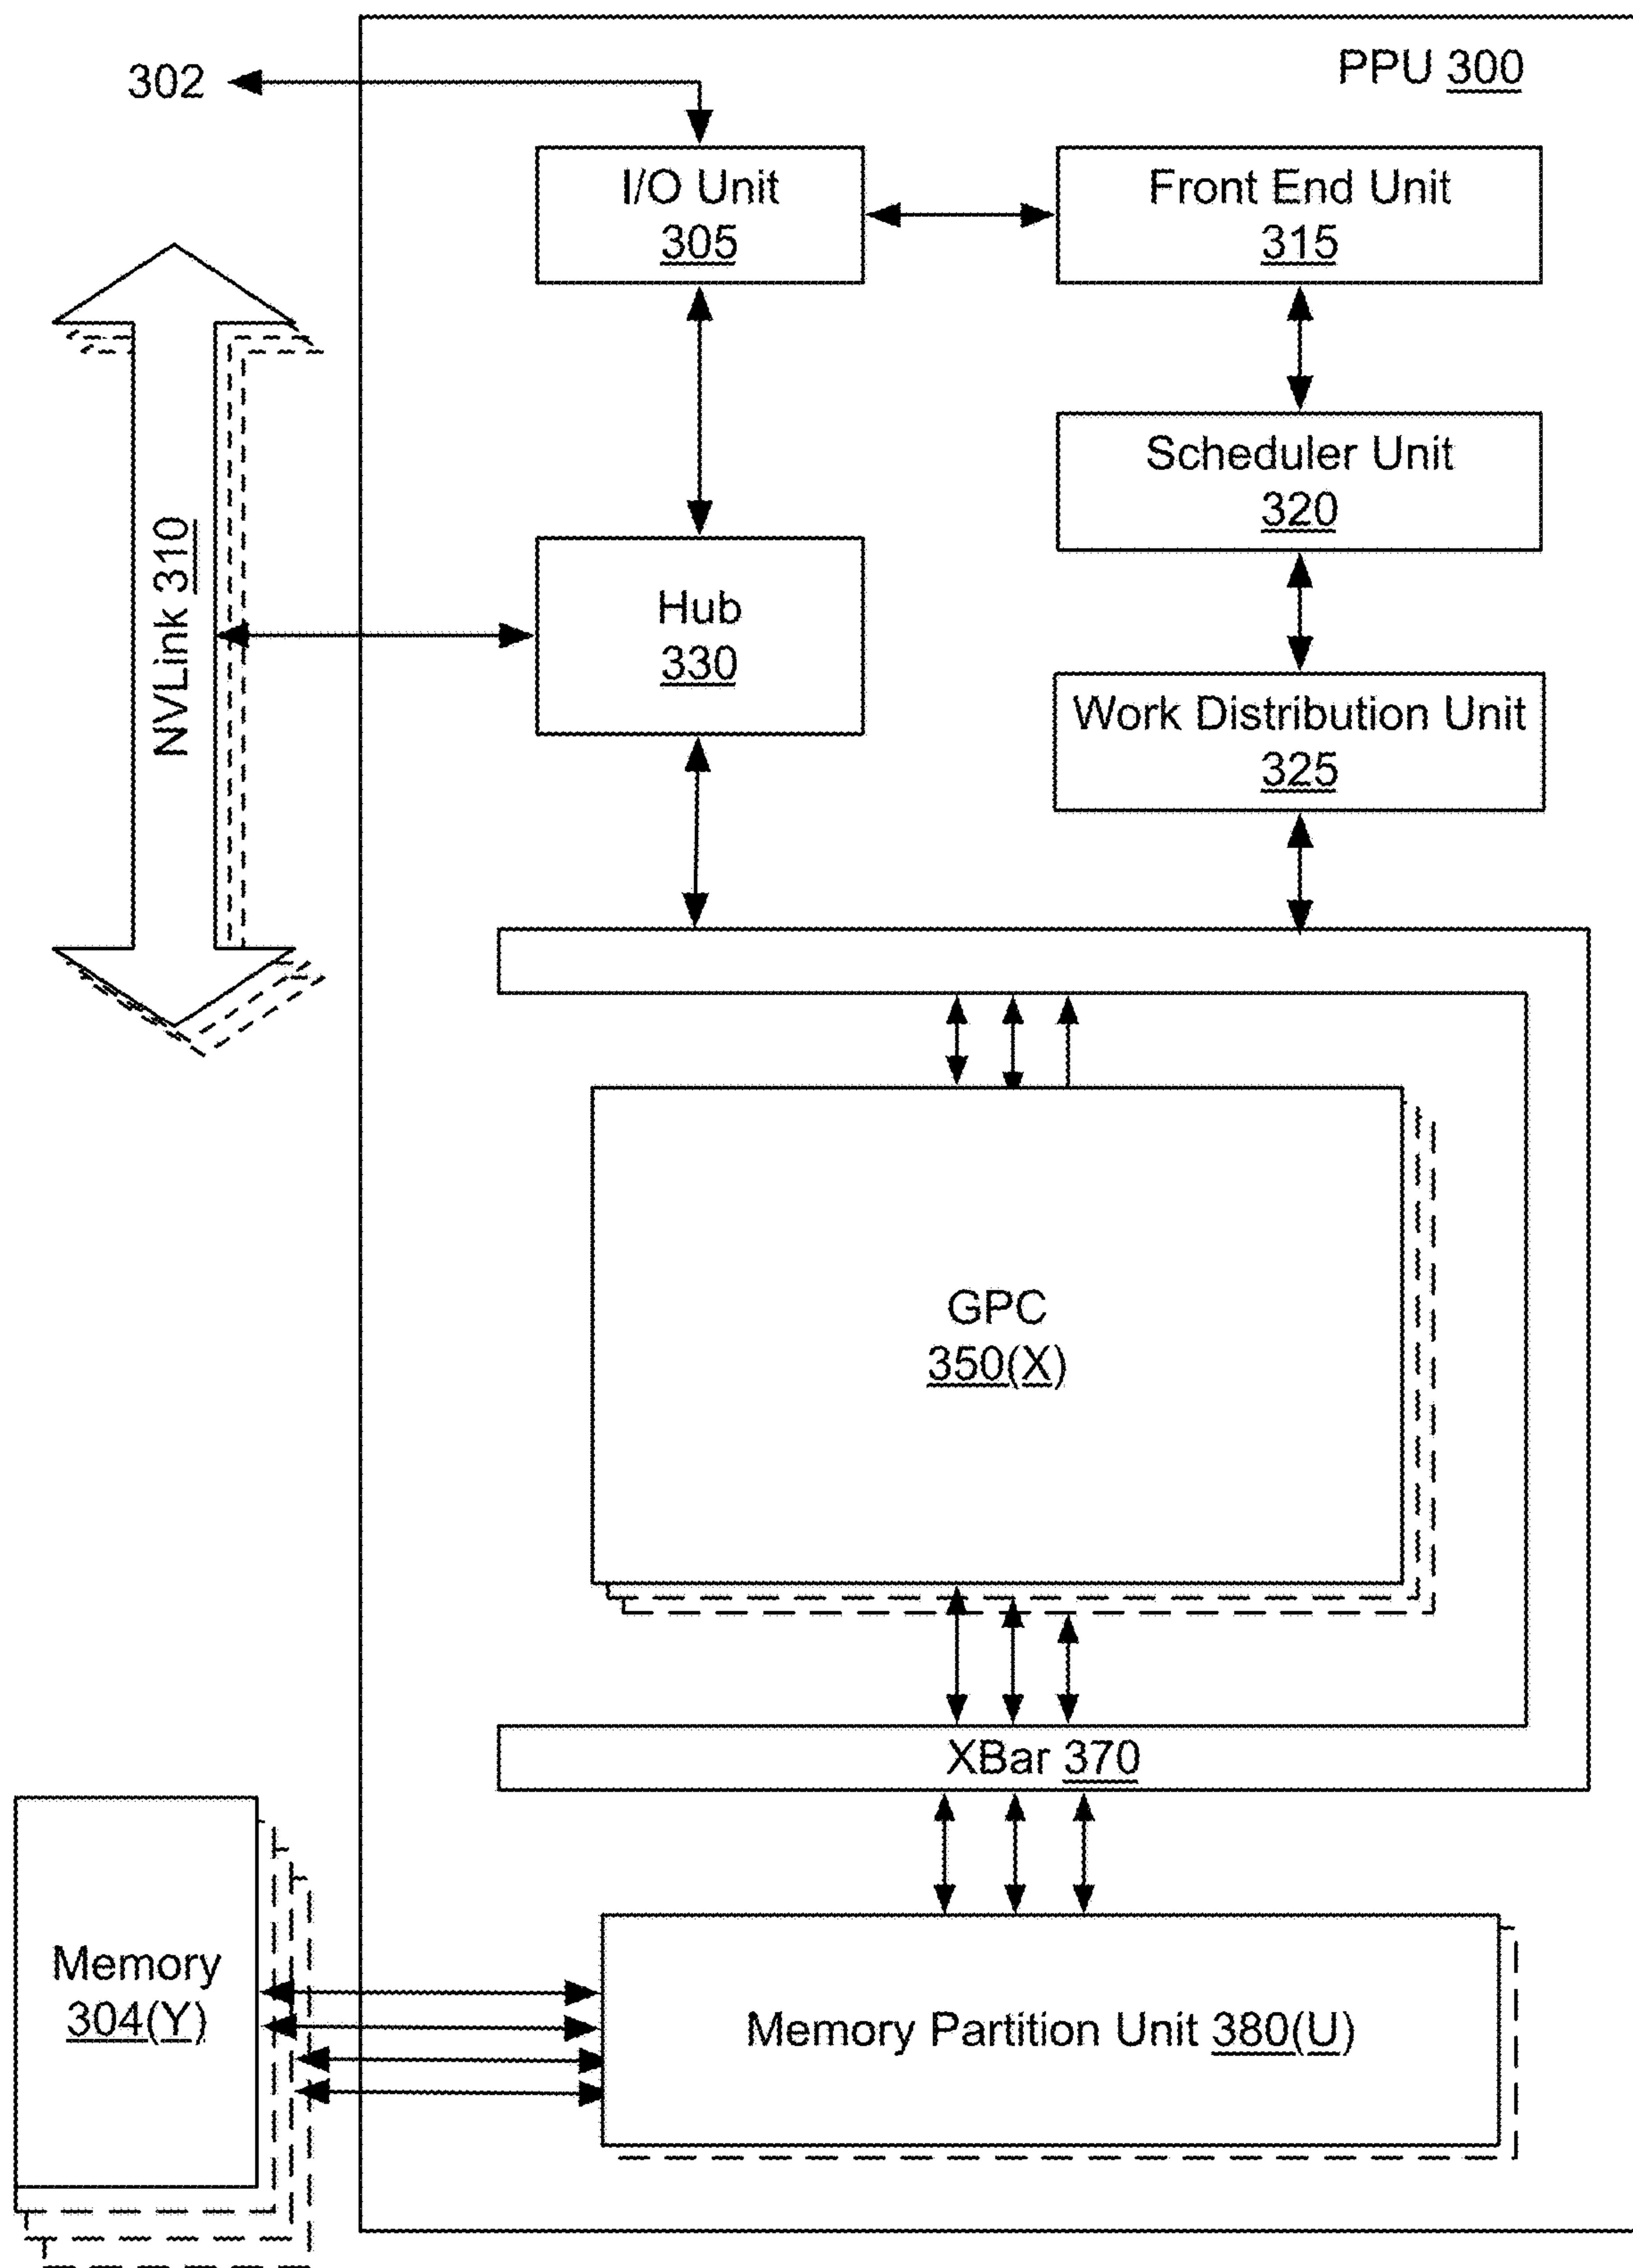 PPU 300
302
I/O Unit
305
Front End Unit
315
Scheduler Unit
320
NVLink 310
Hub
330
Work Distribution Unit
325
GPC
350(X)
XBar 370
Memory
304(Y)
Memory Partition Unit 380(U)